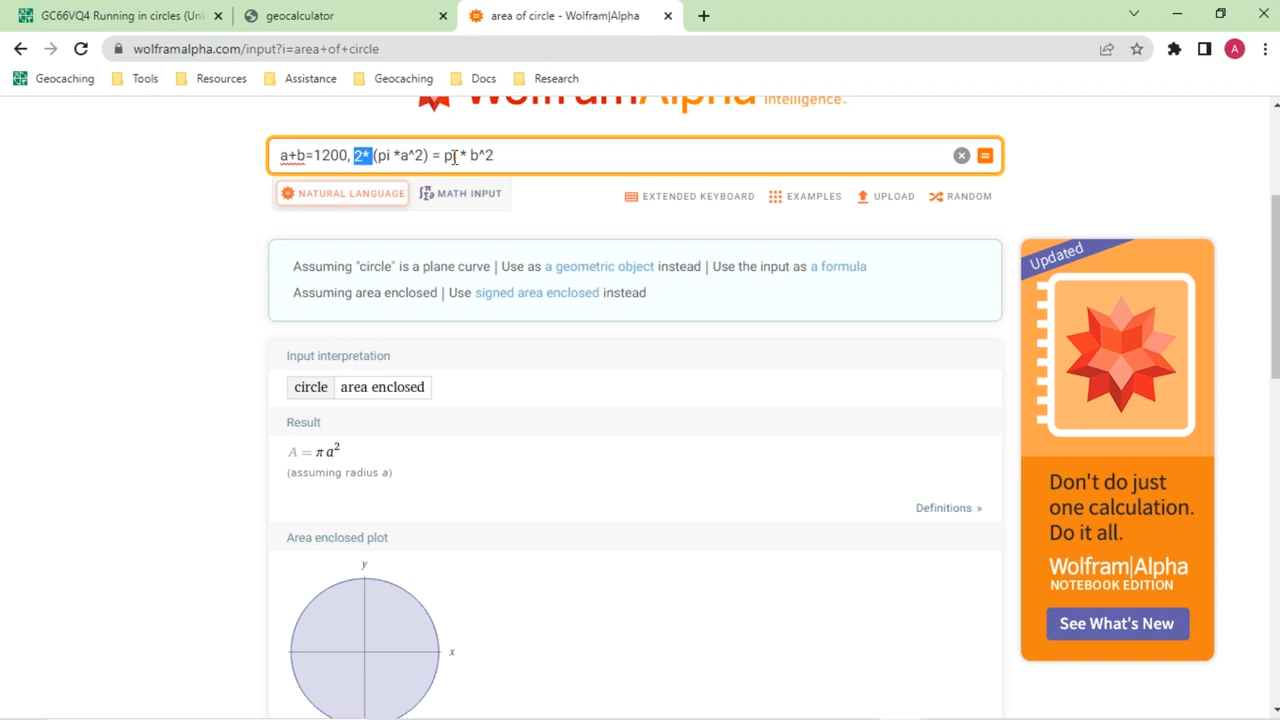 GC66VQ4 Running in circles (Unk
geocalculator
area of circle - Wolfram|Alpha
wolframalpha.com/input?i=area+of+circle
A
Geocaching
Tools
Resources
Assistance
Geocaching
Docs
Research
WolframAlpha intelligence™
a+b=1200, 2* (pi *a^2) = pi * b^2
NATURAL LANGUAGE
MATH INPUT
EXTENDED KEYBOARD
EXAMPLES
UPLOAD
RANDOM
Assuming "circle" is a plane curve | Use as a geometric object instead | Use the input as a formula
Assuming area enclosed | Use signed area enclosed instead
Input interpretation
circle area enclosed
Result
A = π a²
(assuming radius a)
Definitions »
Area enclosed plot
y
x
Updated
Don't do just
one calculation.
Do it all.
Wolfram|Alpha
NOTEBOOK EDITION
See What's New